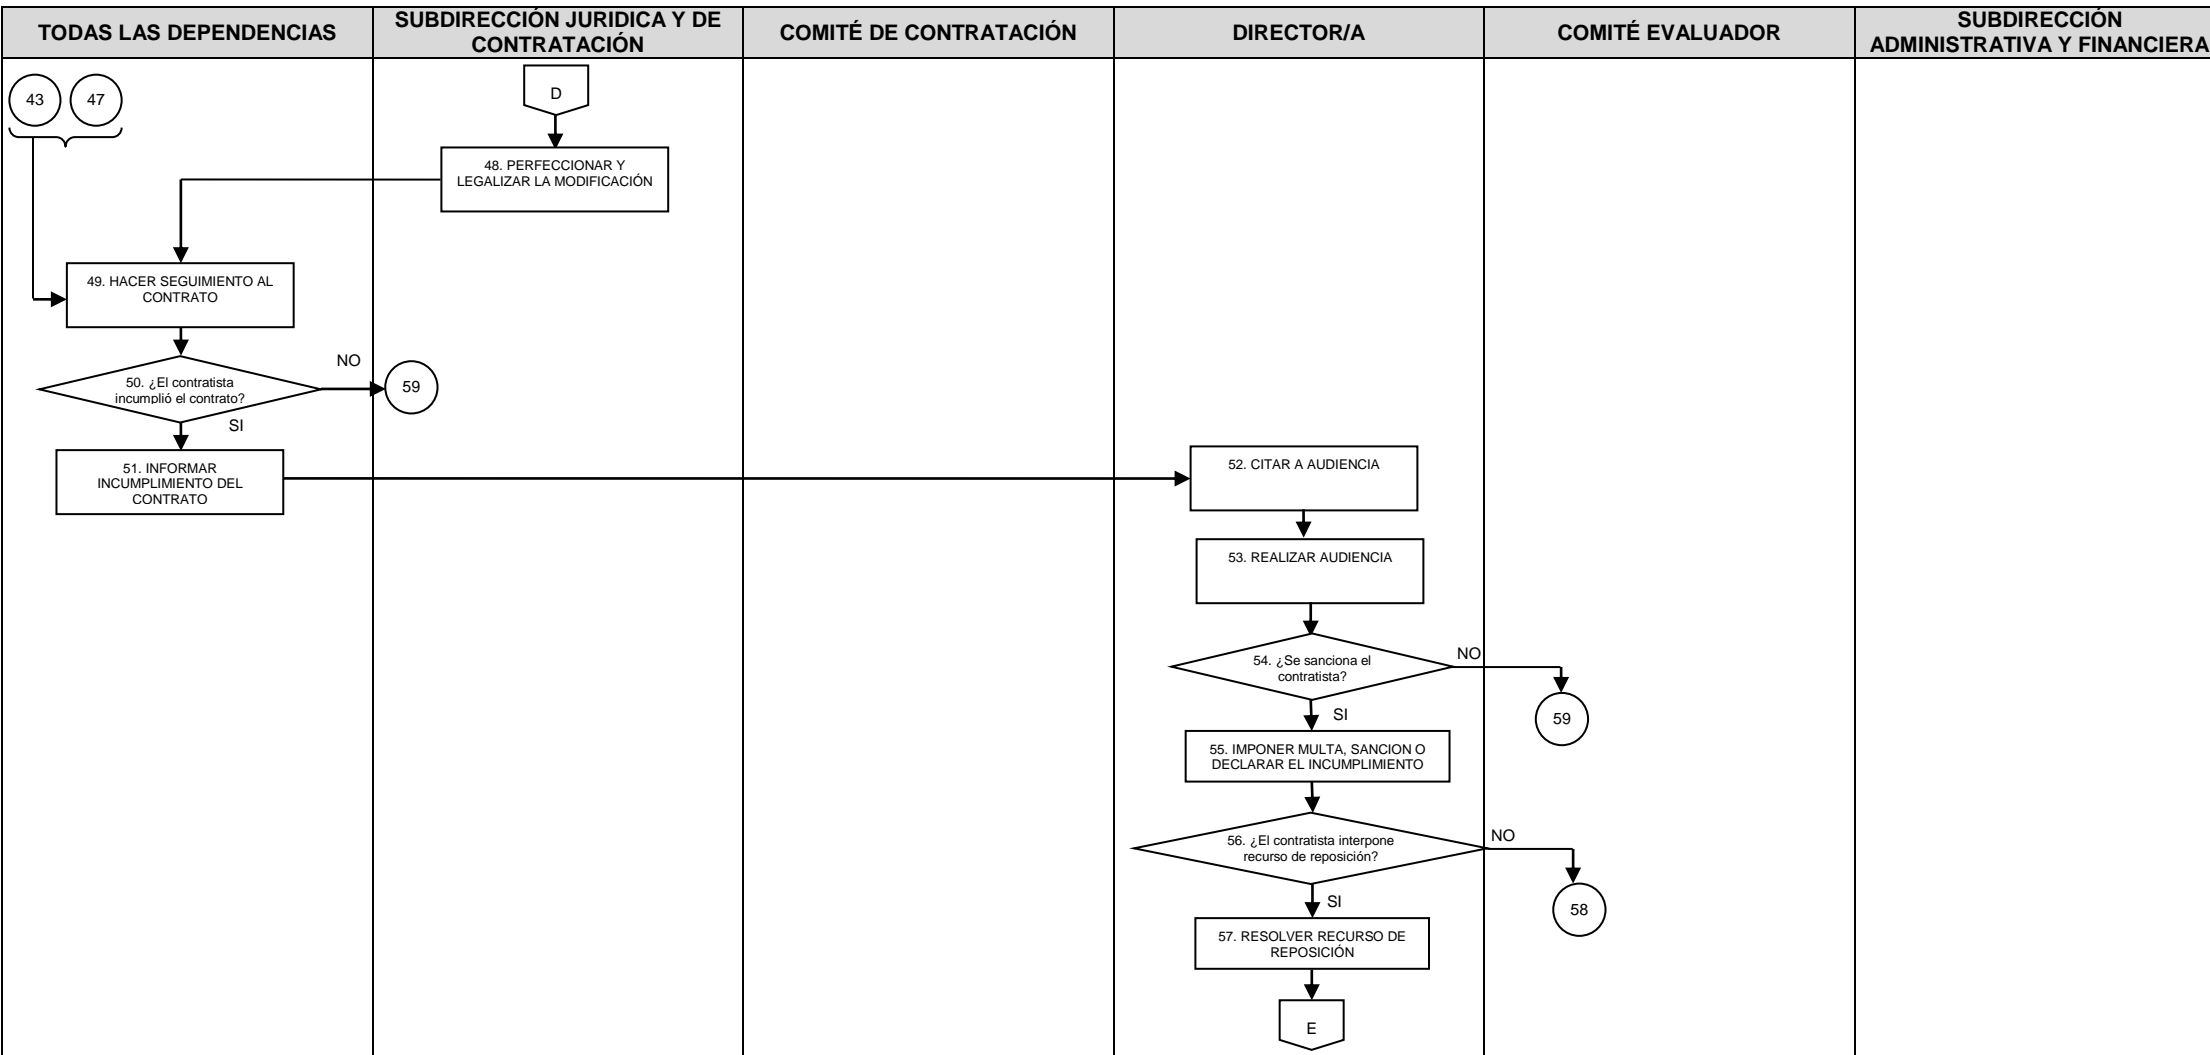 TODAS LAS DEPENDENCIAS
SUBDIRECCIÓN JURIDICA Y DE
CONTRATACIÓN
COMITÉ DE CONTRATACIÓN
DIRECTOR/A
COMITÉ EVALUADOR
SUBDIRECCIÓN
ADMINISTRATIVA Y FINANCIERA
43
47
D
48. PERFECCIONAR Y
LEGALIZAR LA MODIFICACIÓN
49. HACER SEGUIMIENTO AL
CONTRATO
50. ¿El contratista
incumplió el contrato?
NO
59
SI
51. INFORMAR
INCUMPLIMIENTO DEL
CONTRATO
52. CITAR A AUDIENCIA
53. REALIZAR AUDIENCIA
54. ¿Se sanciona el
contratista?
NO
59
SI
55. IMPONER MULTA, SANCION O
DECLARAR EL INCUMPLIMIENTO
56. ¿El contratista interpone
recurso de reposición?
NO
58
SI
57. RESOLVER RECURSO DE
REPOSICIÓN
E